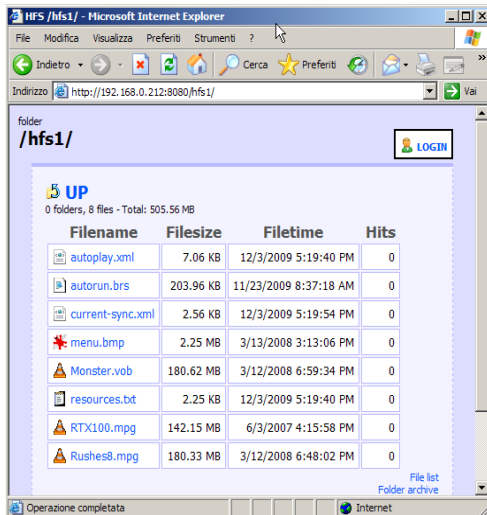 HFS /hfs1/ - Microsoft Internet Explorer
File Modifica Visualizza Preferiti Strumenti ?
Indietro Cerca Preferiti »
Indirizzo http://192.168.0.212:8080/hfs1/ Vai
folder
/hfs1/
LOGIN
UP
0 folders, 8 files - Total: 505.56 MB
Filename Filesize Filetime Hits
autoplay.xml 7.06 KB 12/3/2009 5:19:40 PM 0
autorun.brs 203.96 KB 11/23/2009 8:37:18 AM 0
current-sync.xml 2.56 KB 12/3/2009 5:19:54 PM 0
menu.bmp 2.25 MB 3/13/2008 3:13:06 PM 0
Monster.vob 180.62 MB 3/12/2008 6:59:34 PM 0
resources.txt 2.25 KB 12/3/2009 5:19:40 PM 0
RTX100.mpg 142.15 MB 6/3/2007 4:15:58 PM 0
Rushes8.mpg 180.33 MB 3/12/2008 6:48:02 PM 0
File list
Folder archive
Operazione completata Internet